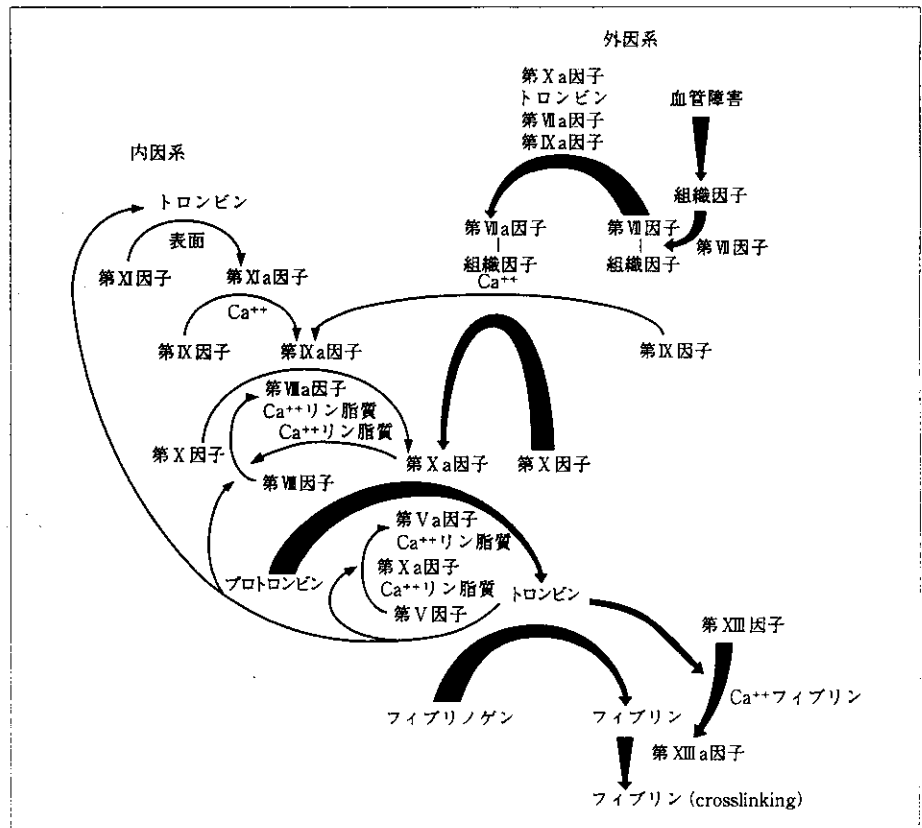 外因系
第Ⅹa因子
トロンビン
第Ⅶa因子
第Ⅸa因子
血管障害
内因系
トロンビン
表面
第Ⅺ因子
第Ⅺa因子
Ca++
第Ⅸ因子
第Ⅸa因子
組織因子
第Ⅶ因子
第Ⅶa因子
組織因子
Ca++
第Ⅶ因子
組織因子
第Ⅸ因子
第Ⅷa因子
Ca++リン脂質
Ca++リン脂質
第Ⅹ因子
第Ⅷ因子
第Ⅹa因子
第Ⅹ因子
プロトロンビン
第Ⅴa因子
Ca++リン脂質
第Ⅹa因子
Ca++リン脂質
第Ⅴ因子
トロンビン
第XIII因子
Ca++フィブリン
第XIIIa因子
フィブリノゲン
フィブリン
フィブリン (crosslinking)